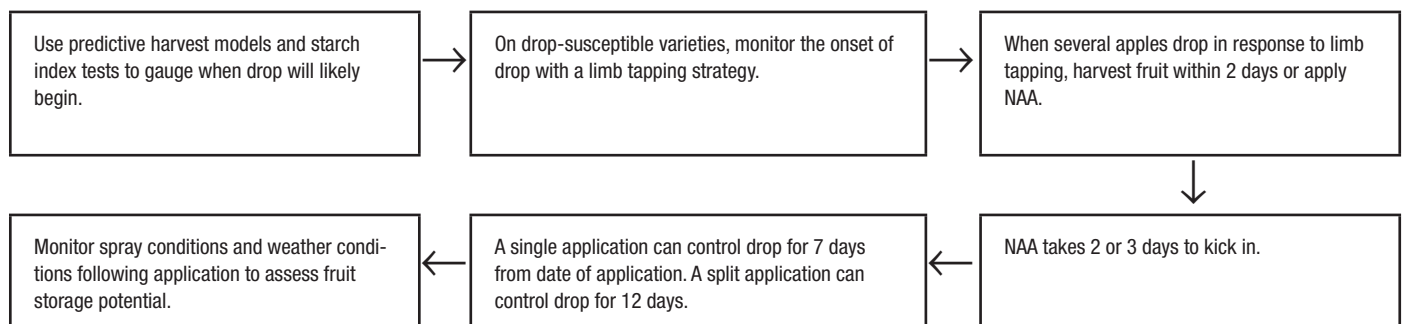 Use predictive harvest models and starch
index tests to gauge when drop will likely
begin.
On drop-susceptible varieties, monitor the onset of
drop with a limb tapping strategy.
When several apples drop in response to limb
tapping, harvest fruit within 2 days or apply
NAA.
NAA takes 2 or 3 days to kick in.
A single application can control drop for 7 days
from date of application. A split application can
control drop for 12 days.
Monitor spray conditions and weather condi-
tions following application to assess fruit
storage potential.